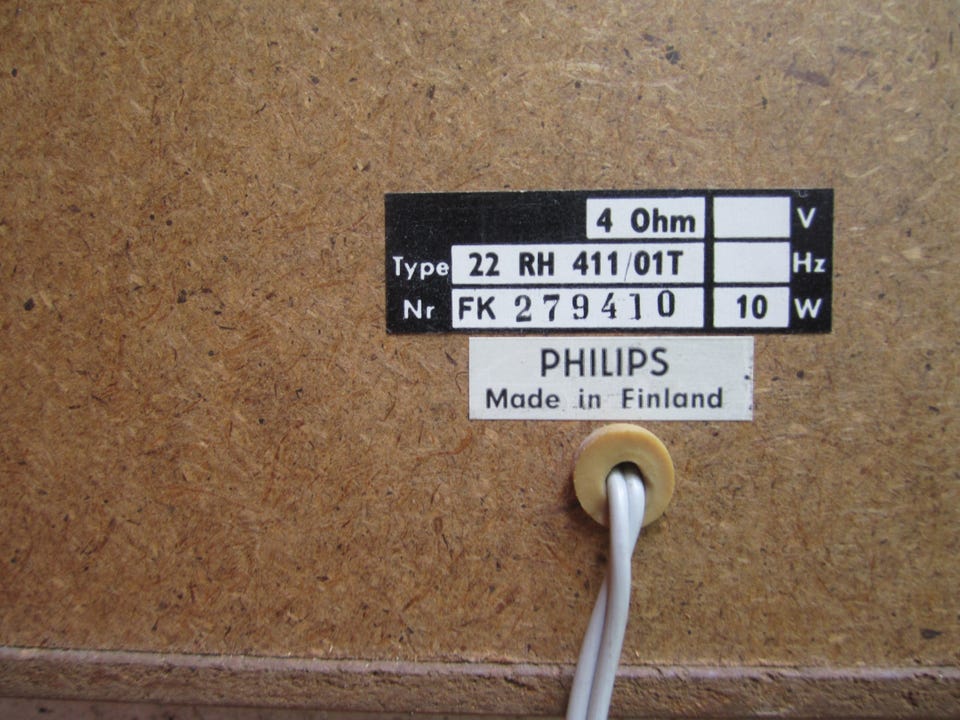 4 Ohm V
Type 22 RH 411/01T Hz
Nr FK 279410 10 W
PHILIPS
Made in Finland